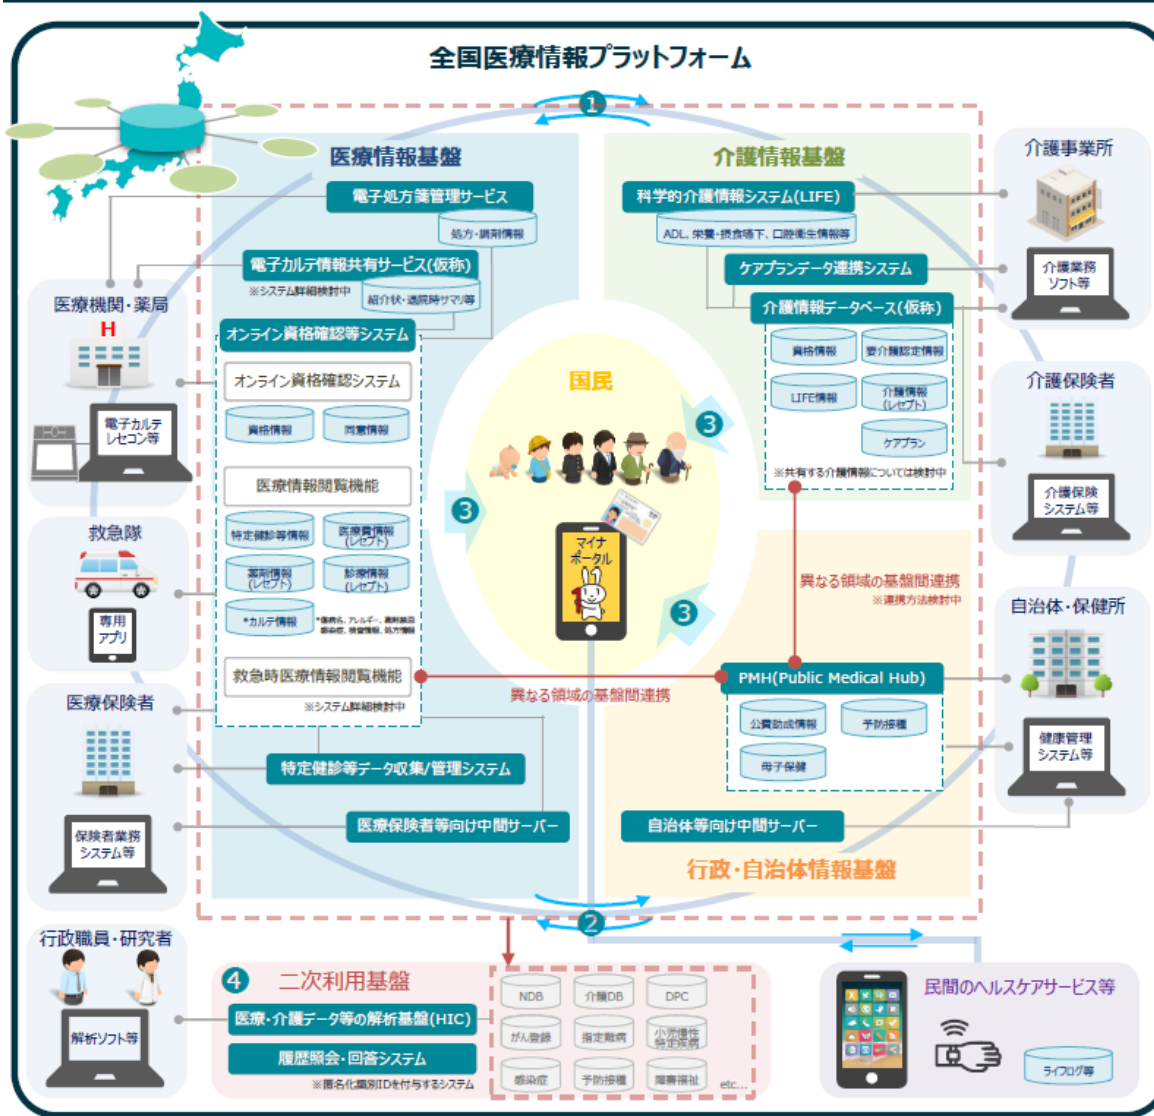 全国医療情報プラットフォーム
1
医療情報基盤
電子処方箋管理サービス
処方・調剤情報
電子カルテ情報共有サービス(仮称)
※システム詳細検討中
紹介状・退院時サマリ等
オンライン資格確認等システム
オンライン資格確認システム
資格情報
同意情報
医療情報閲覧機能
特定健診等情報
医療費情報
(レセプト)
薬剤情報
(レセプト)
診療情報
(レセプト)
*カルテ情報
*傷病名、アレルギー、薬剤禁忌
感染症、検査情報、処方情報
救急時医療情報閲覧機能
※システム詳細検討中
特定健診等データ収集/管理システム
医療保険者等向け中間サーバー
介護情報基盤
科学的介護情報システム(LIFE)
ADL、栄養・摂食嚥下、口腔衛生情報等
ケアプランデータ連携システム
介護情報データベース(仮称)
資格情報
要介護認定情報
LIFE情報
介護情報
(レセプト)
ケアプラン
※共有する介護情報については検討中
国民
3
3
3
マイナ
ポータル
異なる領域の基盤間連携
※連携方法検討中
異なる領域の基盤間連携
PMH(Public Medical Hub)
公費助成情報
予防接種
母子保健
自治体等向け中間サーバー
行政・自治体情報基盤
2
医療機関・薬局
H
電子カルテ
レセコン等
救急隊
専用
アプリ
医療保険者
保険者業務
システム等
行政職員・研究者
解析ソフト等
介護事業所
介護業務
ソフト等
介護保険者
介護保険
システム等
自治体・保健所
健康管理
システム等
4
二次利用基盤
医療・介護データ等の解析基盤(HIC)
履歴照会・回答システム
※匿名化識別IDを付与するシステム
NDB
介護DB
DPC
がん登録
指定難病
小児慢性
特定疾病
感染症
予防接種
障害福祉
etc...
民間のヘルスケアサービス等
ライフログ等